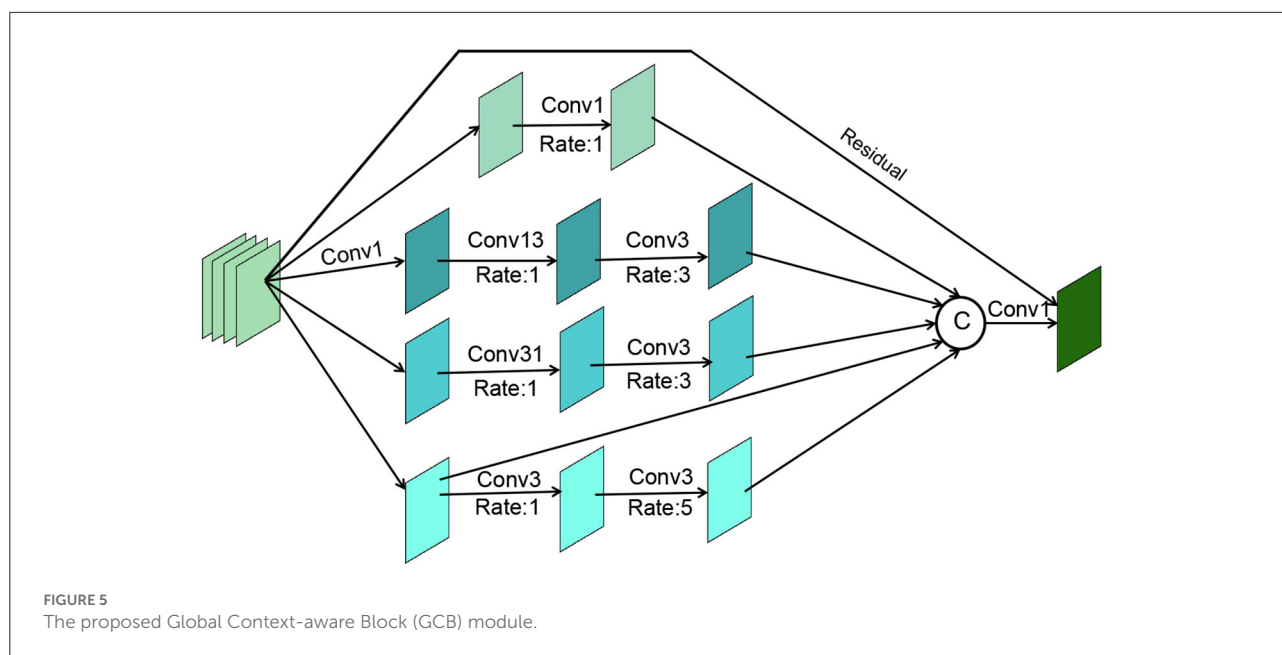 Conv1
Rate:1
Residual
Conv1
Conv13
Rate:1
Conv3
Rate:3
Conv31
Rate:1
Conv3
Rate:3
C
Conv1
Conv3
Rate:1
Conv3
Rate:5
FIGURE 5
The proposed Global Context-aware Block (GCB) module.